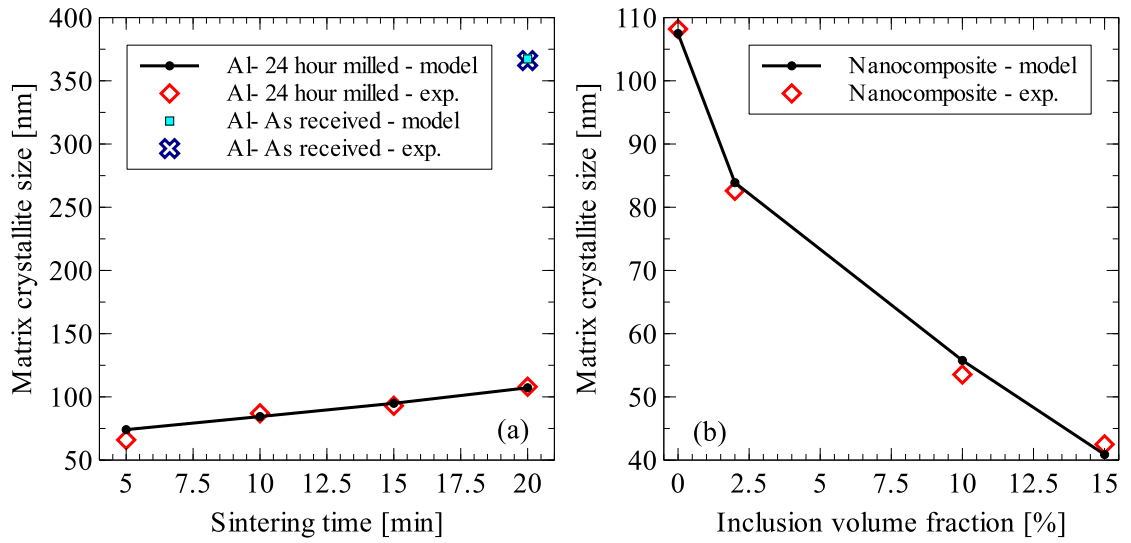 400
350
300
250
200
150
100
50
Matrix crystallite size [nm]
Al- 24 hour milled - model
Al- 24 hour milled - exp.
Al- As received - model
Al- As received - exp.
(a)
5
7.5
10
12.5
15
17.5
20
Sintering time [min]
110
100
90
80
70
60
50
40
Matrix crystallite size [nm]
Nanocomposite - model
Nanocomposite - exp.
(b)
0
2.5
5
7.5
10
12.5
15
Inclusion volume fraction [%]